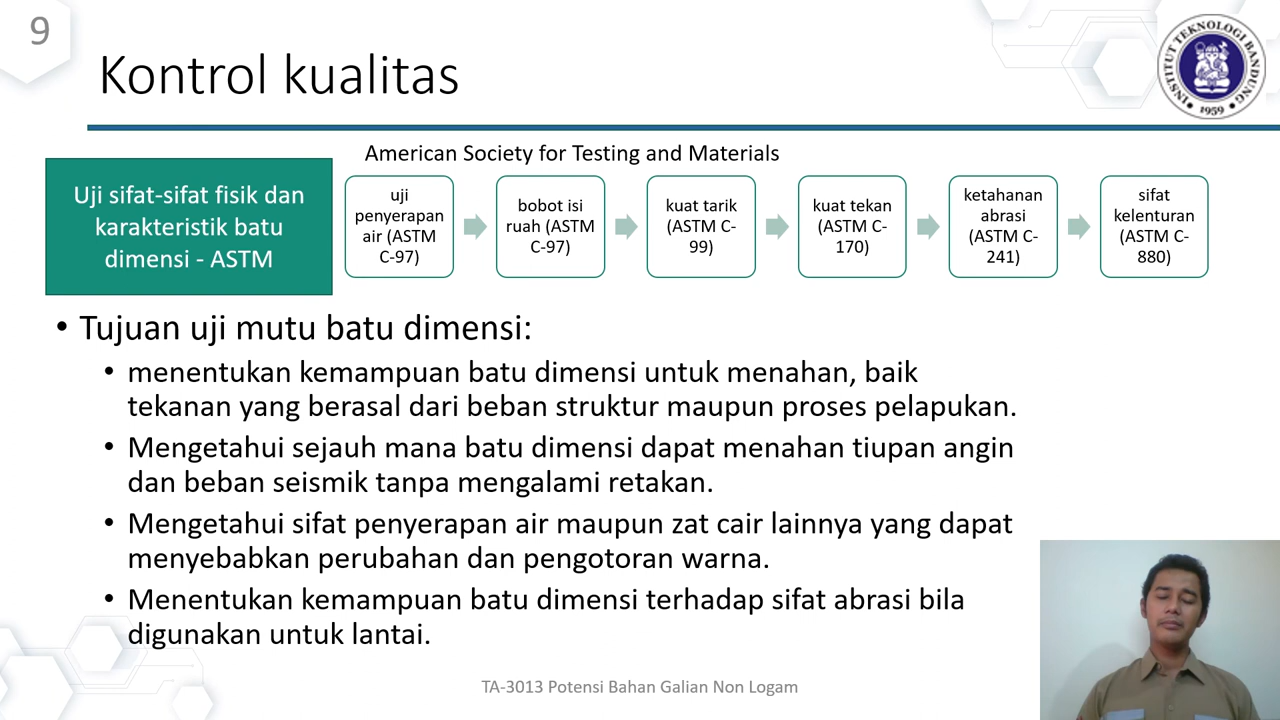 9
Kontrol kualitas
INSTITUT TEKNOLOGI BANDUNG
1959
American Society for Testing and Materials
Uji sifat-sifat fisik dan
karakteristik batu
dimensi - ASTM
uji
penyerapan
air (ASTM
C-97)
bobot isi
ruah (ASTM
C-97)
kuat tarik
(ASTM C-
99)
kuat tekan
(ASTM C-
170)
ketahanan
abrasi
(ASTM C-
241)
sifat
kelenturan
(ASTM C-
880)
• Tujuan uji mutu batu dimensi:
• menentukan kemampuan batu dimensi untuk menahan, baik
tekanan yang berasal dari beban struktur maupun proses pelapukan.
• Mengetahui sejauh mana batu dimensi dapat menahan tiupan angin
dan beban seismik tanpa mengalami retakan.
• Mengetahui sifat penyerapan air maupun zat cair lainnya yang dapat
menyebabkan perubahan dan pengotoran warna.
• Menentukan kemampuan batu dimensi terhadap sifat abrasi bila
digunakan untuk lantai.
TA-3013 Potensi Bahan Galian Non Logam